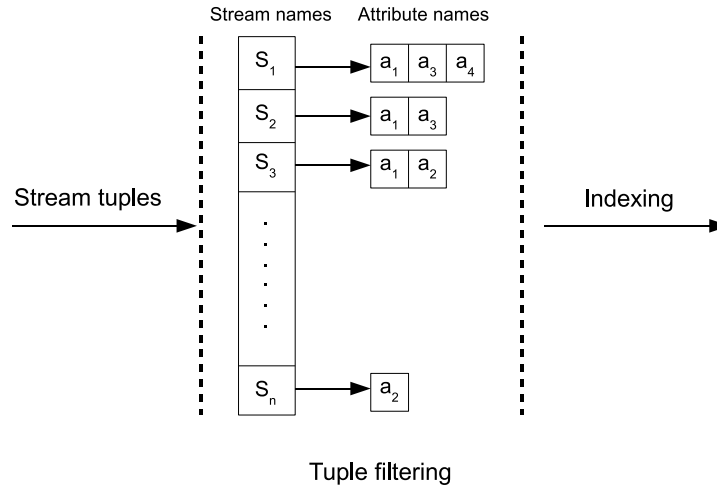 Stream names Attribute names
S1 a1 a3 a4
S2 a1 a3
S3 a1 a2
Stream tuples Indexing
Sn a2
Tuple filtering